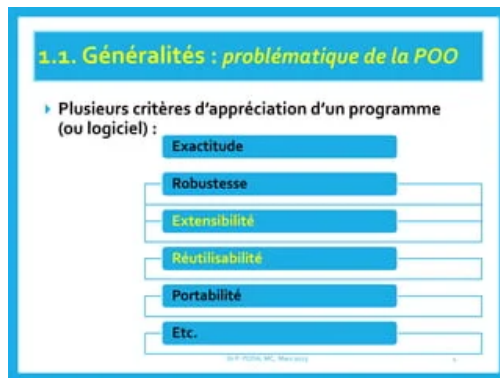 1.1. Généralités : problématique de la POO
Plusieurs critères d'appréciation d'un programme
(ou logiciel) :
Exactitude
Robustesse
Extensibilité
Réutilisabilité
Portabilité
Etc.